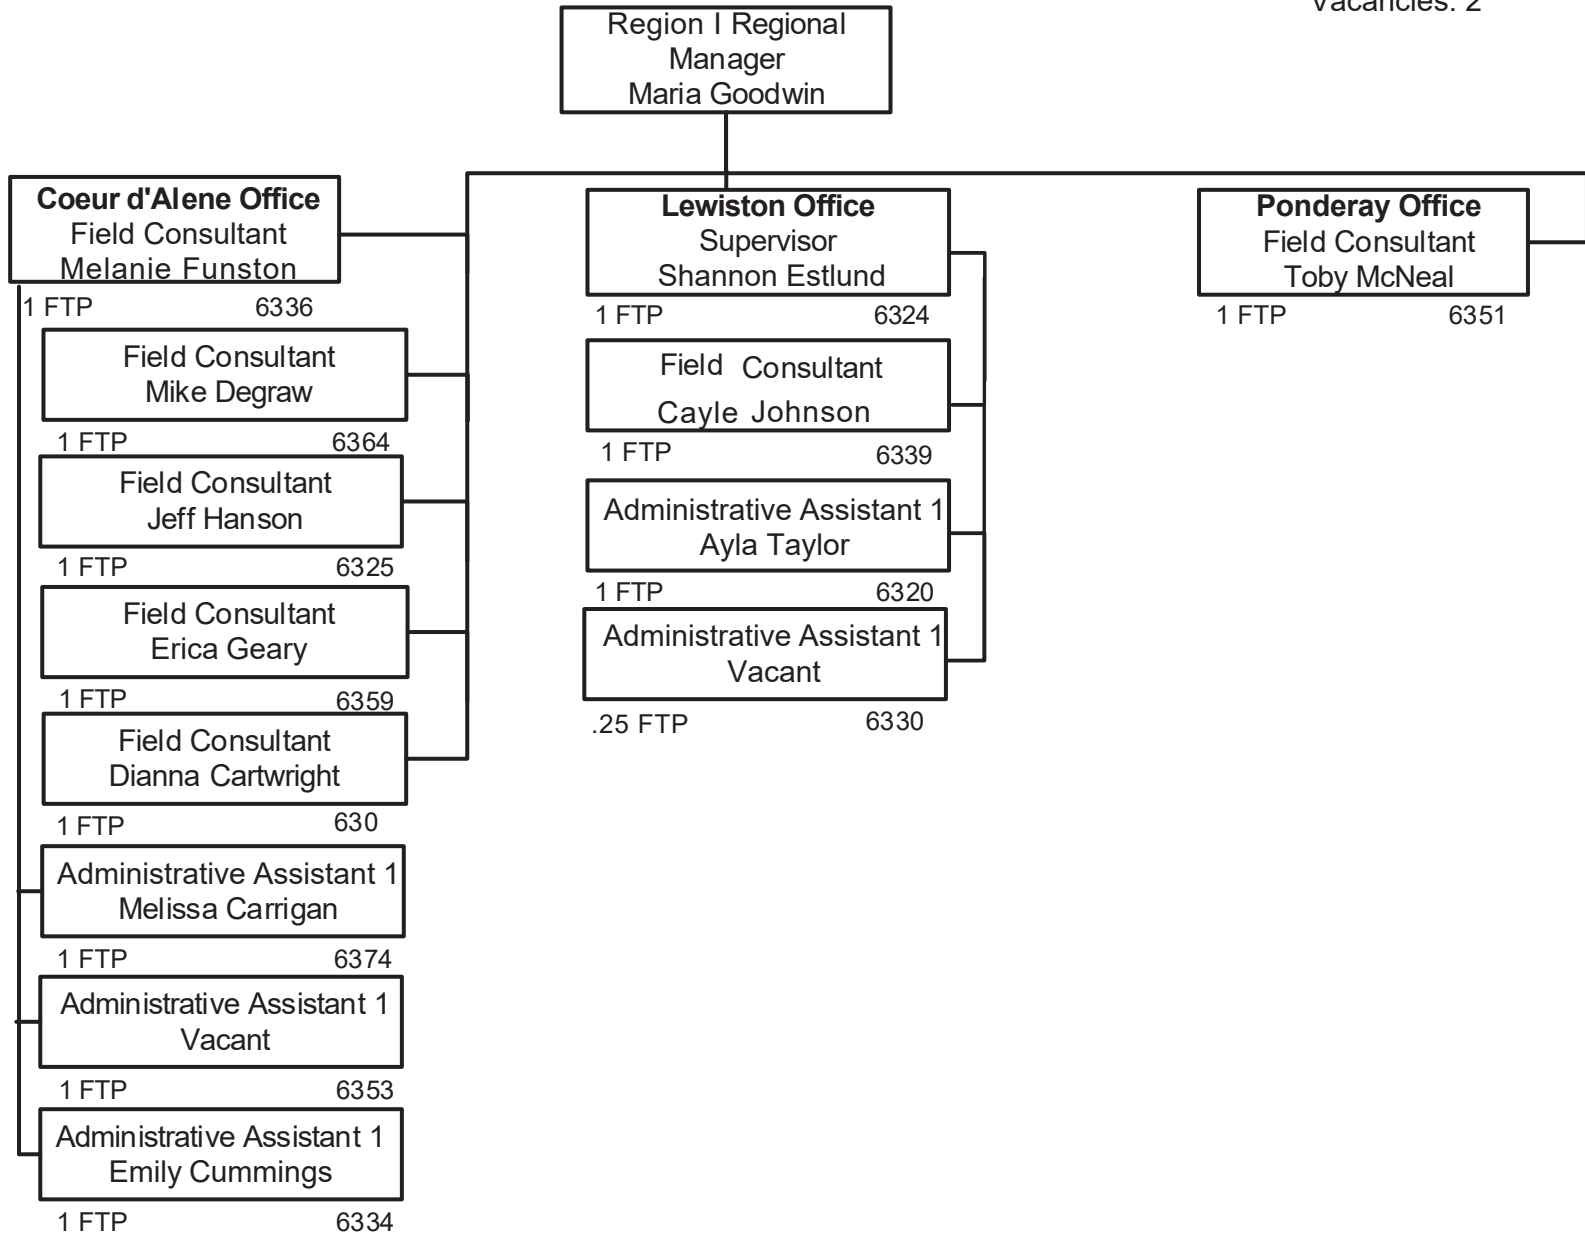 Vacancies: 2
Region I Regional
Manager
Maria Goodwin
Coeur d'Alene Office
Field Consultant
Melanie Funston
1 FTP 6336
Field Consultant
Mike Degraw
1 FTP 6364
Field Consultant
Jeff Hanson
1 FTP 6325
Field Consultant
Erica Geary
1 FTP 6359
Field Consultant
Dianna Cartwright
1 FTP 630
Administrative Assistant 1
Melissa Carrigan
1 FTP 6374
Administrative Assistant 1
Vacant
1 FTP 6353
Administrative Assistant 1
Emily Cummings
1 FTP 6334
Lewiston Office
Supervisor
Shannon Estlund
1 FTP 6324
Field Consultant
Cayle Johnson
1 FTP 6339
Administrative Assistant 1
Ayla Taylor
1 FTP 6320
Administrative Assistant 1
Vacant
.25 FTP 6330
Ponderay Office
Field Consultant
Toby McNeal
1 FTP 6351